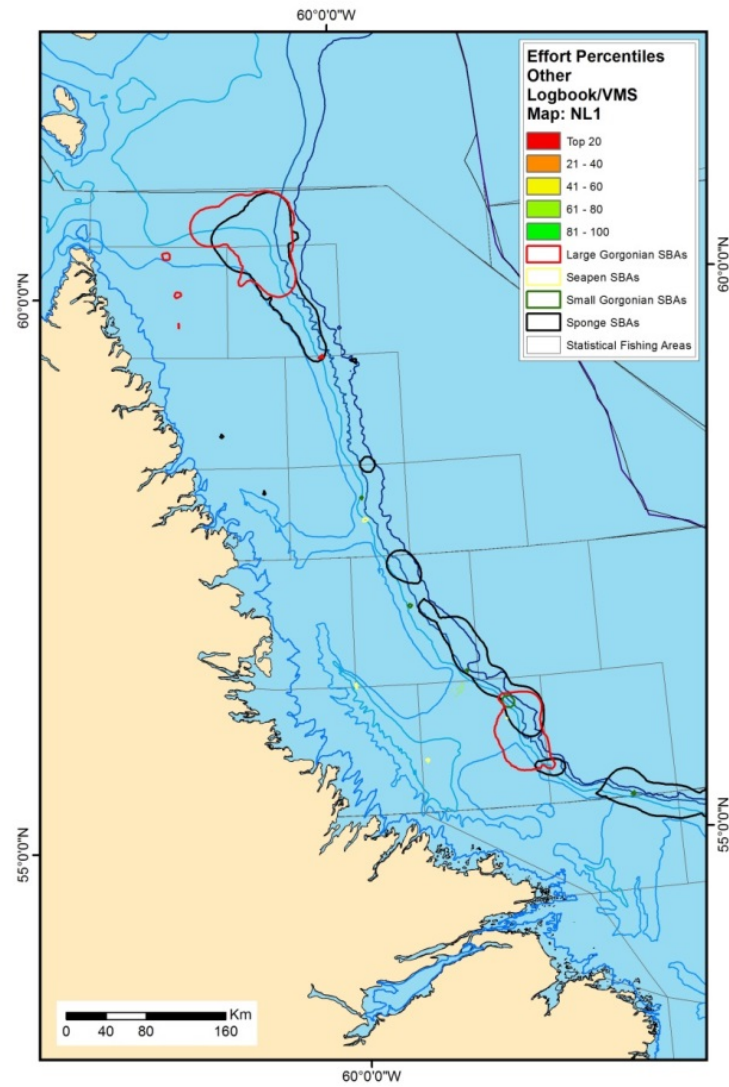 60°0'0"W
Effort Percentiles
Other
Logbook/VMS
Map: NL1
Top 20
21 - 40
41 - 60
61 - 80
81 - 100
Large Gorgonian SBAs
Seapen SBAs
Small Gorgonian SBAs
Sponge SBAs
Statistical Fishing Areas
60°0'0"N
60°0'0"N
55°0'0"N
55°0'0"N
Km
0 40 80 160
60°0'0"W